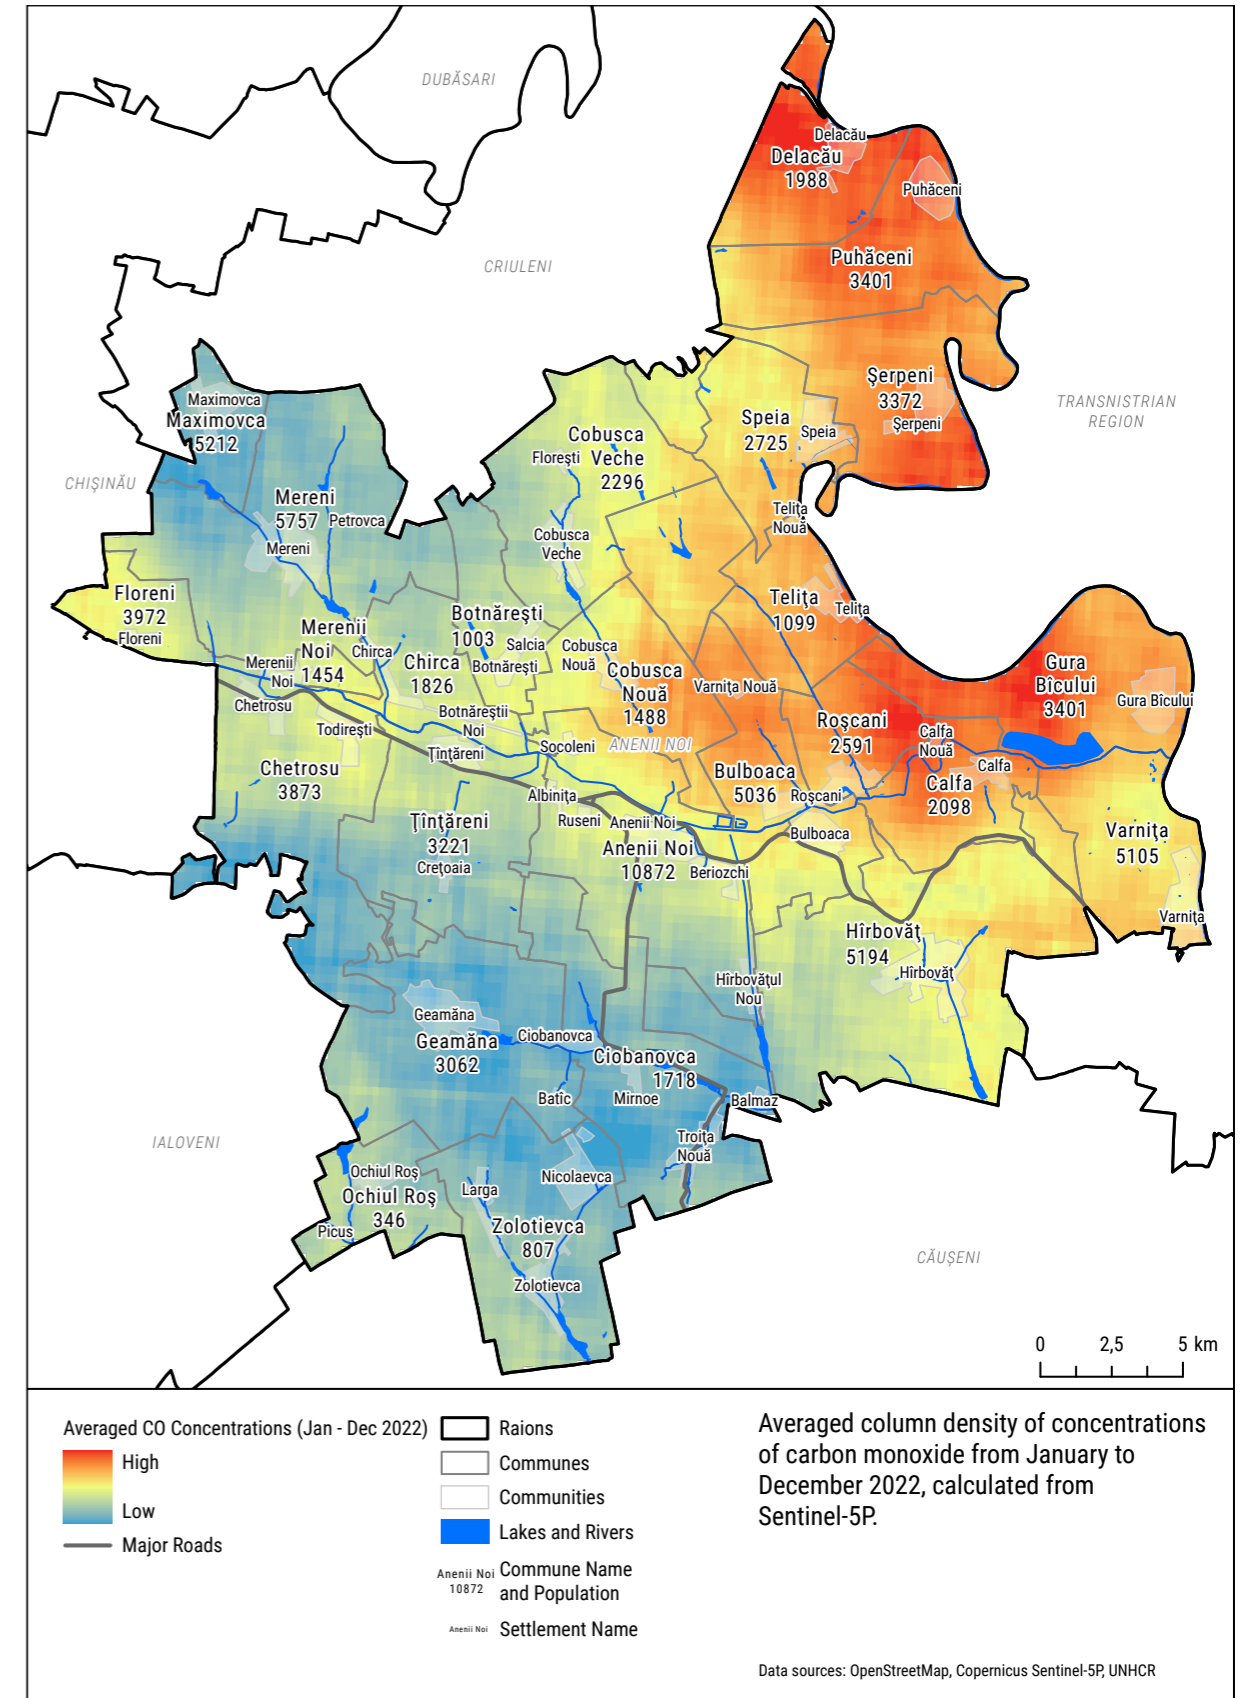 DUBĂSARI
Delacău
Delacău
1988
Puhăceni
CRIULENI
Puhăceni
3401
Maximovca
Maximovca
5212
Şerpeni
3372
Şerpeni
TRANSNISTRIAN
REGION
Speia
2725
Speia
Cobusca
Veche
2296
Floreşti
CHIŞINĂU
Mereni
5757
Petrovca
Mereni
Teliţa
Nouă
Cobusca
Veche
Floreni
3972
Floreni
Merenii
Noi
1454
Botnăreşti
1003
Salcia
Botnăreşti
Teliţa
1099
Teliţa
Chirca
Chirca
1826
Cobusca
Nouă
Cobusca
Nouă
1488
Merenii
Noi
Varniţa Nouă
Gura
Bîcului
3401
Gura Bîcului
Chetrosu
Todireşti
Botnăreştii
Noi
Roşcani
2591
Calfa
Nouă
Ţînţăreni
Socoleni
ANENII NOI
Chetrosu
3873
Bulboaca
5036
Roşcani
Calfa
Calfa
2098
Albiniţa
Ruseni
Anenii Noi
Ţînţăreni
3221
Creţoaia
Anenii Noi
10872
Beriozchi
Bulboaca
Varniţa
5105
Varniţa
Hîrbovăţ
5194
Hîrbovăţ
Hîrbovăţul
Nou
Geamăna
Geamăna
3062
Ciobanovca
Ciobanovca
1718
Batîc
Mirnoe
Balmaz
IALOVENI
Troiţa
Nouă
Ochiul Roş
Ochiul Roş
346
Larga
Nicolaevca
Picus
Zolotievca
807
Zolotievca
CĂUŞENI
0 2,5 5 km
Averaged CO Concentrations (Jan - Dec 2022)
High
Low
Major Roads
Raions
Communes
Communities
Lakes and Rivers
Anenii Noi
10872
Commune Name
and Population
Anenii Noi
Settlement Name
Averaged column density of concentrations
of carbon monoxide from January to
December 2022, calculated from
Sentinel-5P.
Data sources: OpenStreetMap, Copernicus Sentinel-5P, UNHCR